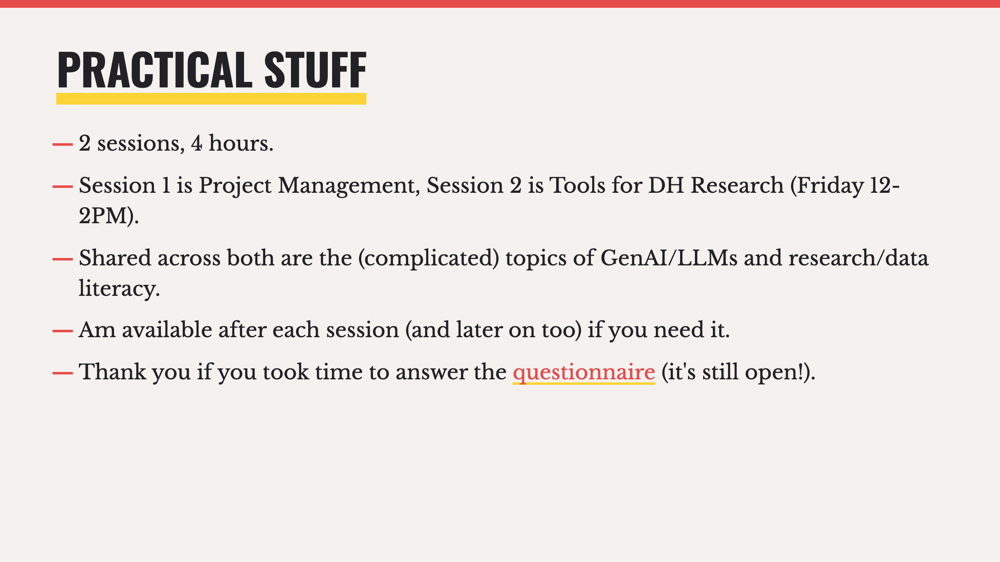 PRACTICAL STUFF
— 2 sessions, 4 hours.
— Session 1 is Project Management, Session 2 is Tools for DH Research (Friday 12-
2PM).
— Shared across both are the (complicated) topics of GenAI/LLMs and research/data
literacy.
— Am available after each session (and later on too) if you need it.
— Thank you if you took time to answer the questionnaire (it's still open!).